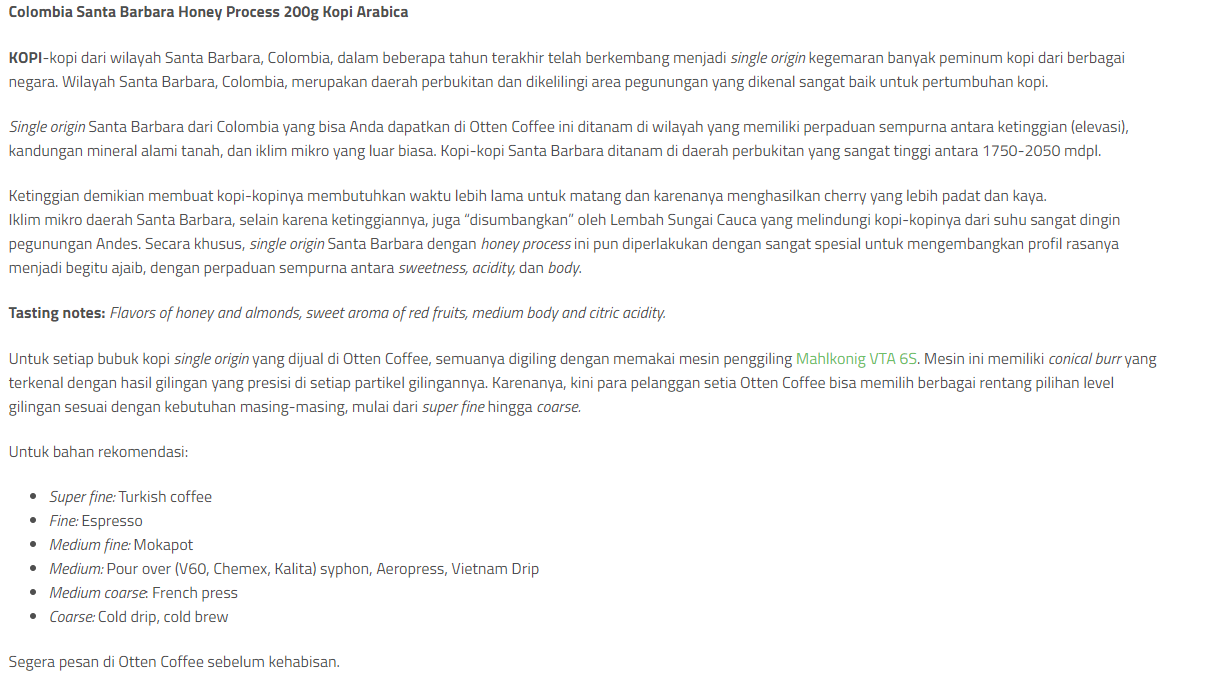 Colombia Santa Barbara Honey Process 200g Kopi Arabica
KOPI-kopi dari wilayah Santa Barbara, Colombia, dalam beberapa tahun terakhir telah berkembang menjadi single origin kegemaran banyak peminum kopi dari berbagai
negara. Wilayah Santa Barbara, Colombia, merupakan daerah perbukitan dan dikelilingi area pegunungan yang dikenal sangat baik untuk pertumbuhan kopi.
Single origin Santa Barbara dari Colombia yang bisa Anda dapatkan di Otten Coffee ini ditanam di wilayah yang memiliki perpaduan sempurna antara ketinggian (elevasi),
kandungan mineral alami tanah, dan iklim mikro yang luar biasa. Kopi-kopi Santa Barbara ditanam di daerah perbukitan yang sangat tinggi antara 1750-2050 mdpl.
Ketinggian demikian membuat kopi-kopinya membutuhkan waktu lebih lama untuk matang dan karenanya menghasilkan cherry yang lebih padat dan kaya.
Iklim mikro daerah Santa Barbara, selain karena ketinggiannya, juga “disumbangkan” oleh Lembah Sungai Cauca yang melindungi kopi-kopinya dari suhu sangat dingin
pegunungan Andes. Secara khusus, single origin Santa Barbara dengan honey process ini pun diperlakukan dengan sangat spesial untuk mengembangkan profil rasanya
menjadi begitu ajaib, dengan perpaduan sempurna antara sweetness, acidity, dan body.
Tasting notes: Flavors of honey and almonds, sweet aroma of red fruits, medium body and citric acidity.
Untuk setiap bubuk kopi single origin yang dijual di Otten Coffee, semuanya digiling dengan memakai mesin penggiling Mahlkonig VTA 6S. Mesin ini memiliki conical burr yang
terkenal dengan hasil gilingan yang presisi di setiap partikel gilingannya. Karenanya, kini para pelanggan setia Otten Coffee bisa memilih berbagai rentang pilihan level
gilingan sesuai dengan kebutuhan masing-masing, mulai dari super fine hingga coarse.
Untuk bahan rekomendasi:
• Super fine: Turkish coffee
• Fine: Espresso
• Medium fine: Mokapot
• Medium: Pour over (V60, Chemex, Kalita) syphon, Aeropress, Vietnam Drip
• Medium coarse: French press
• Coarse: Cold drip, cold brew
Segera pesan di Otten Coffee sebelum kehabisan.